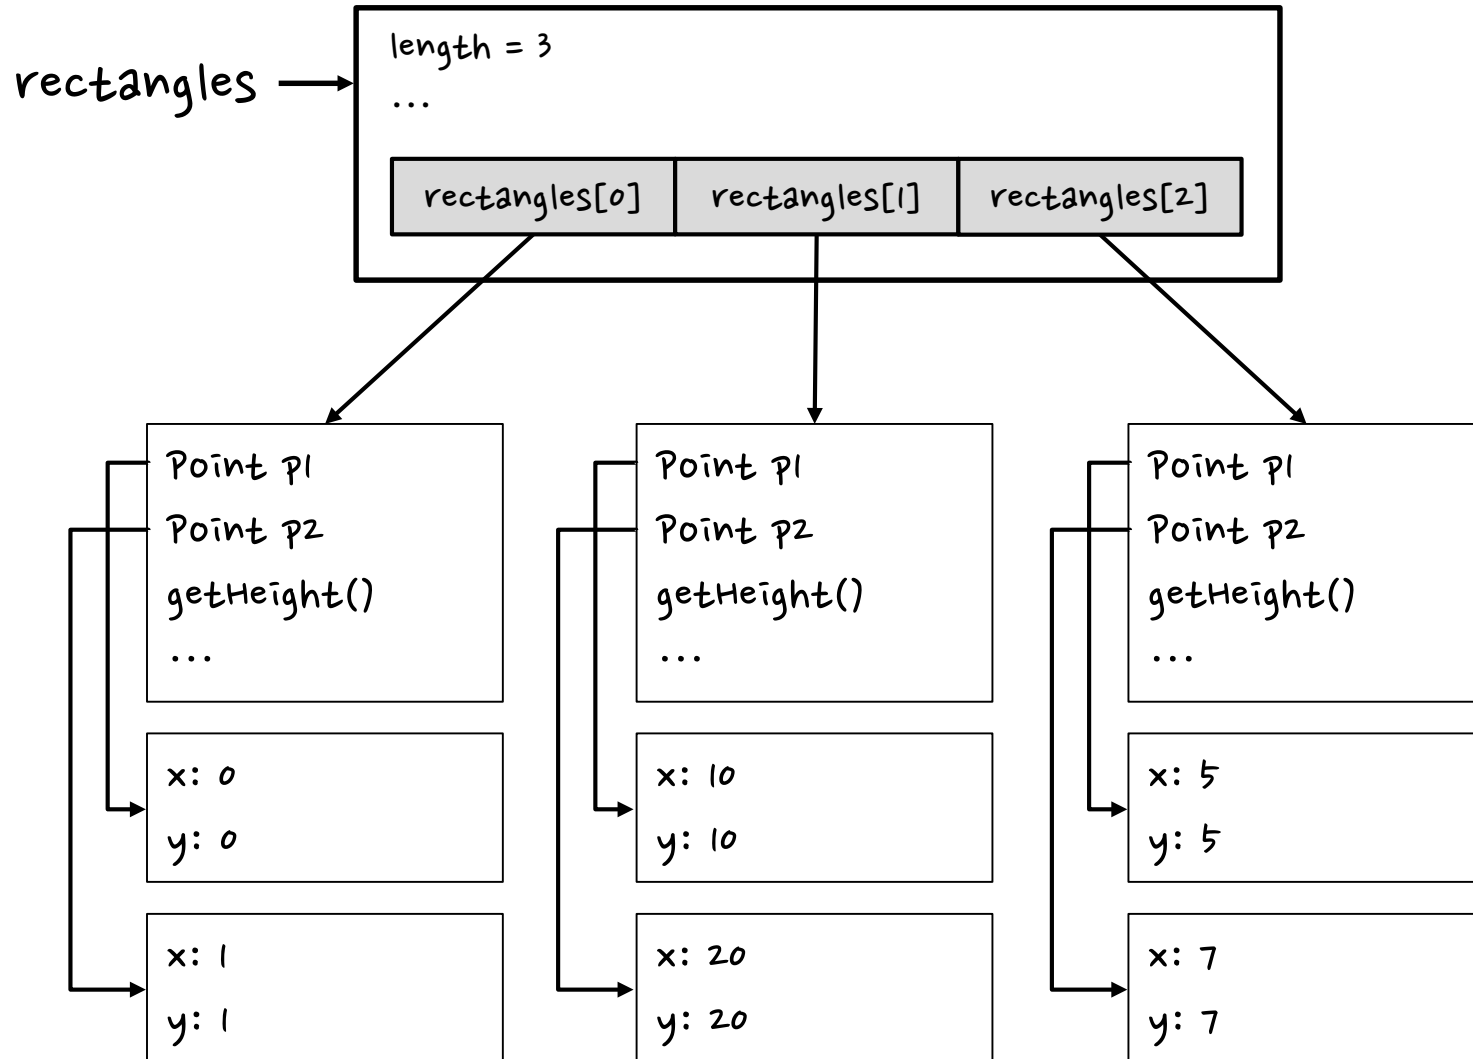 rectangles
length = 3
...
rectangles[0]
rectangles[1]
rectangles[2]
Point p1
Point p2
getHeight()
...
x: 0
y: 0
x: 1
y: 1
Point p1
Point p2
getHeight()
...
x: 10
y: 10
x: 20
y: 20
Point p1
Point p2
getHeight()
...
x: 5
y: 5
x: 7
y: 7